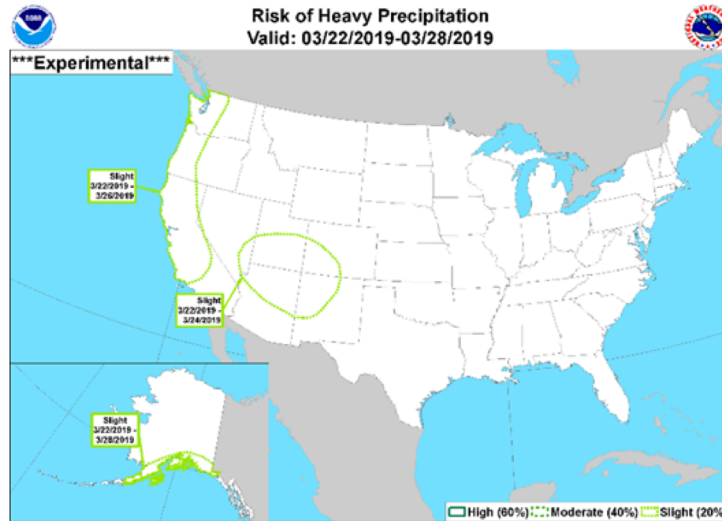 Risk of Heavy Precipitation
Valid: 03/22/2019-03/28/2019
***Experimental***
Slight
3/22/2019 -
3/26/2019
Slight
3/22/2019 -
3/24/2019
Slight
3/22/2019 -
3/28/2019
High (60%) Moderate (40%) Slight (20%